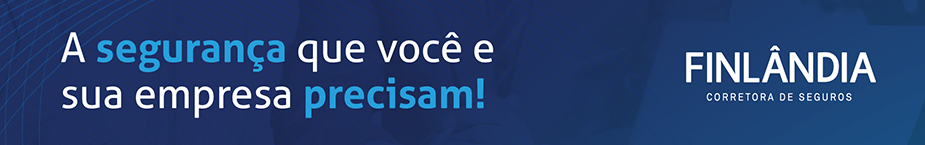 A segurança que você e
sua empresa precisam!
FINLÂNDIA
CORRETORA DE SEGUROS